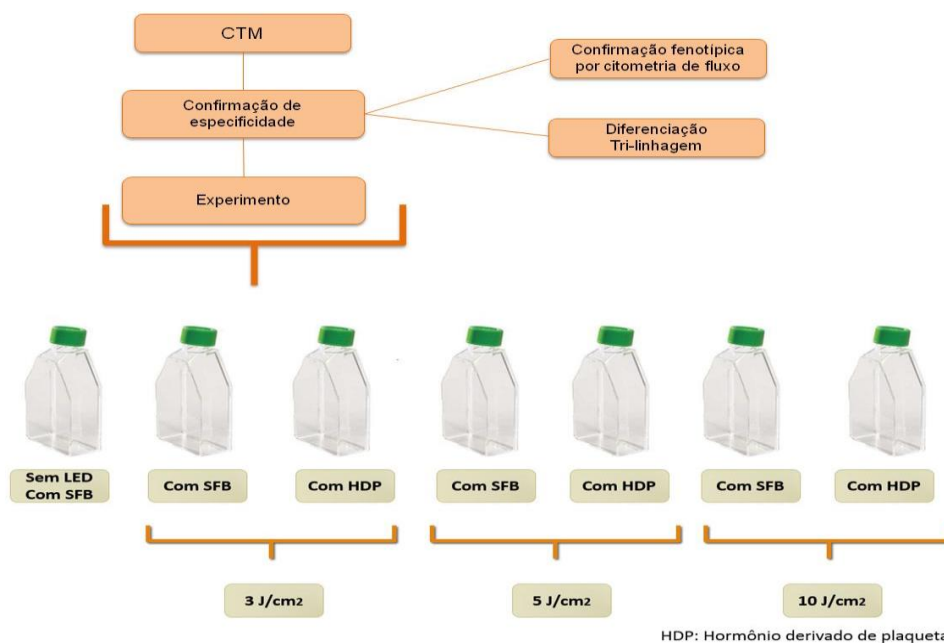 CTM
Confirmação fenotípica
por citometria de fluxo
Confirmação de
especificidade
Diferenciação
Tri-linhagem
Experimento
Sem LED
Com SFB
Com SFB
Com HDP
Com SFB
Com HDP
Com SFB
Com HDP
3 J/cm2
5 J/cm2
10 J/cm2
HDP: Hormônio derivado de plaqueta